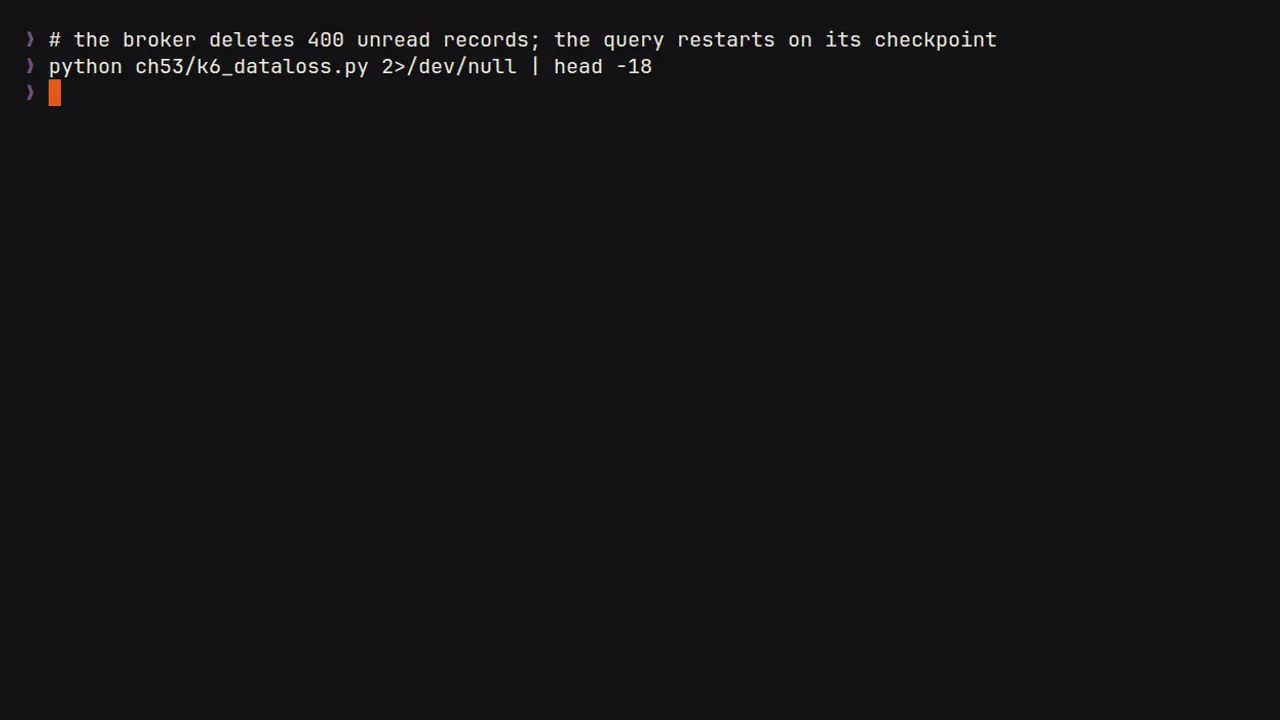 ❯ # the broker deletes 400 unread records; the query restarts on its checkpoint
❯ python ch53/k6_dataloss.py 2>/dev/null | head -18
❯